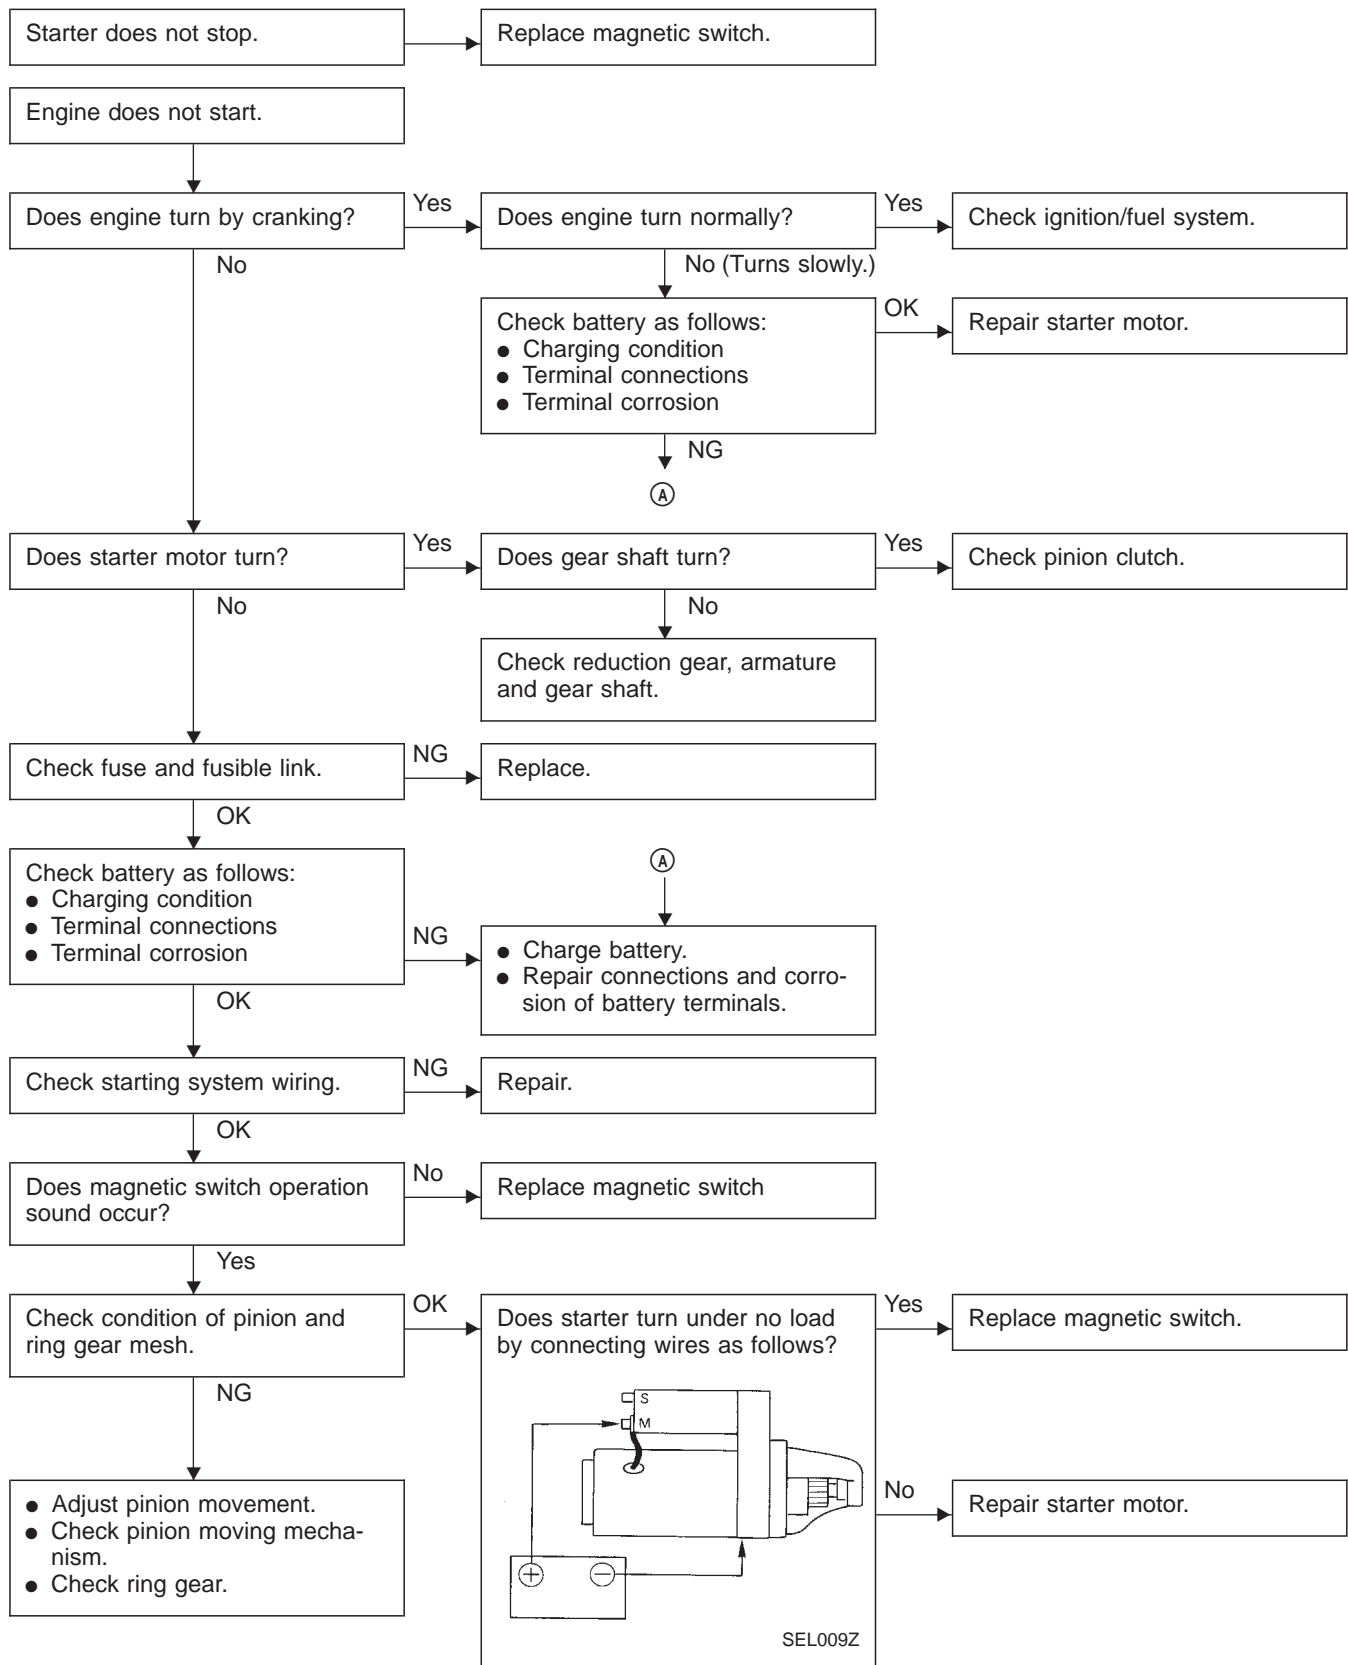 Starter does not stop.
Replace magnetic switch.
Engine does not start.
Does engine turn by cranking?
Yes
Does engine turn normally?
Yes
Check ignition/fuel system.
No
No (Turns slowly.)
Check battery as follows:
● Charging condition
● Terminal connections
● Terminal corrosion
OK
Repair starter motor.
NG
A
Does starter motor turn?
Yes
Does gear shaft turn?
Yes
Check pinion clutch.
No
No
Check reduction gear, armature
and gear shaft.
Check fuse and fusible link.
NG
Replace.
OK
Check battery as follows:
● Charging condition
● Terminal connections
● Terminal corrosion
NG
A
● Charge battery.
● Repair connections and corro-
sion of battery terminals.
OK
Check starting system wiring.
NG
Repair.
OK
Does magnetic switch operation
sound occur?
No
Replace magnetic switch
Yes
Check condition of pinion and
ring gear mesh.
OK
Does starter turn under no load
by connecting wires as follows?
Yes
Replace magnetic switch.
S
M
+
−
SEL009Z
No
Repair starter motor.
NG
● Adjust pinion movement.
● Check pinion moving mecha-
nism.
● Check ring gear.